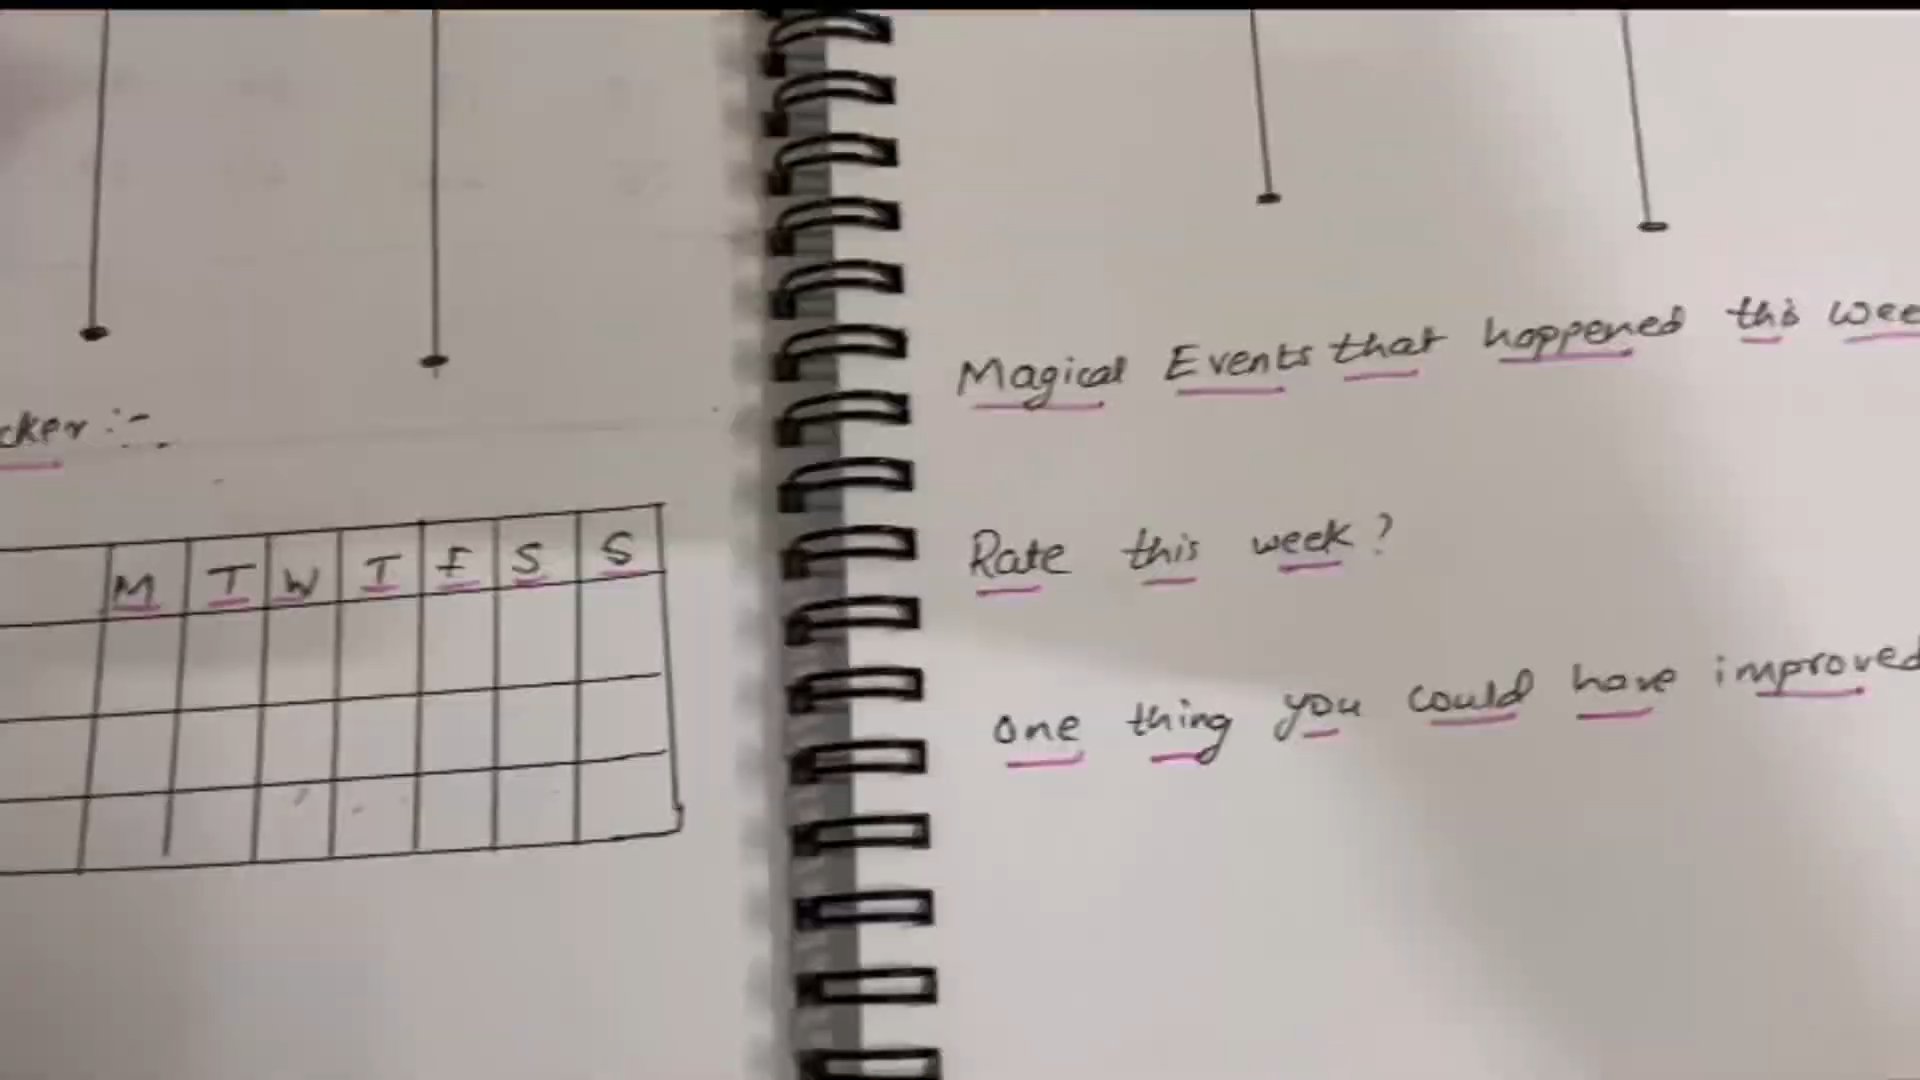 cker :-
M T W T F S S
Magical Events that happened this wee
Rate this week?
one thing you could have improved